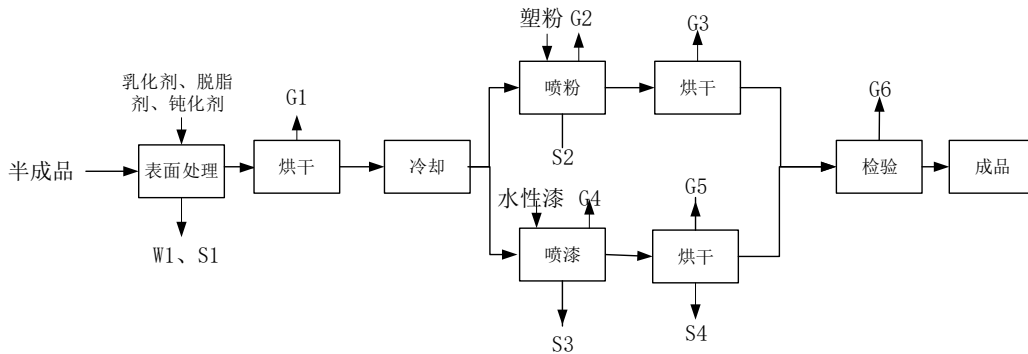 塑粉 G2
G3
乳化剂、脱脂
剂、钝化剂
G1
喷粉
烘干
G6
S2
半成品
表面处理
烘干
冷却
检验
成品
水性漆 G4
G5
W1、S1
喷漆
烘干
S3
S4